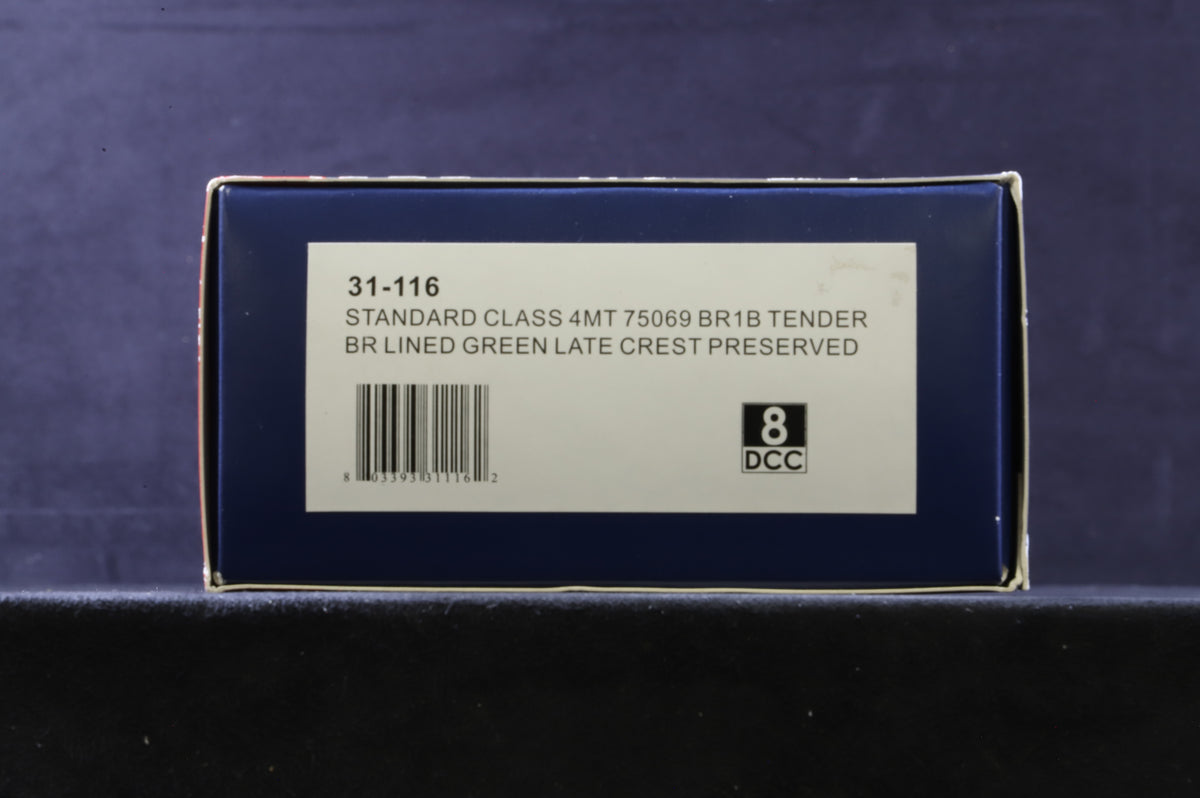 31-116
STANDARD CLASS 4MT 75069 BR1B TENDER
BR LINED GREEN LATE CREST PRESERVED
8 03393 31116 2
8
DCC